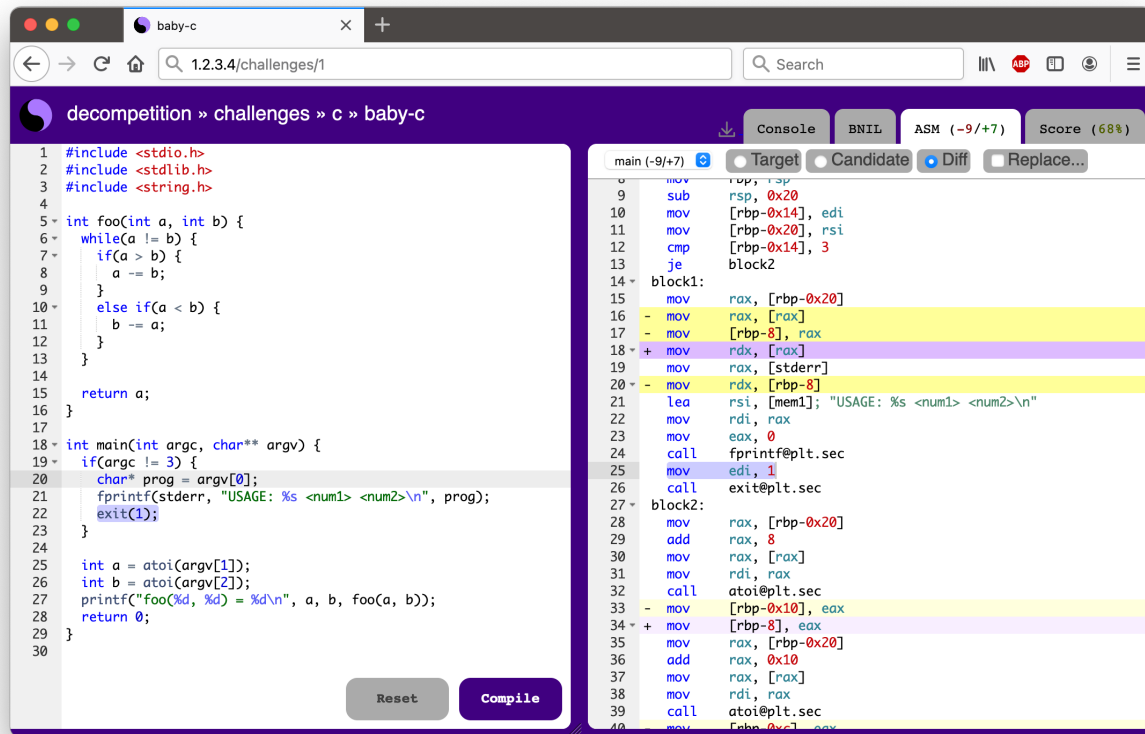 baby-c
1.2.3.4/challenges/1
Search
ABP
decompetition » challenges » c » baby-c
Console
BNIL
ASM (-9/+7)
Score (68%)
1 #include <stdio.h>
2 #include <stdlib.h>
3 #include <string.h>
4
5 int foo(int a, int b) {
6   while(a != b) {
7     if(a > b) {
8       a -= b;
9     }
10     else if(a < b) {
11       b -= a;
12     }
13   }
14
15   return a;
16 }
17
18 int main(int argc, char** argv) {
19   if(argc != 3) {
20     char* prog = argv[0];
21     fprintf(stderr, "USAGE: %s <num1> <num2>\n", prog);
22     exit(1);
23   }
24
25   int a = atoi(argv[1]);
26   int b = atoi(argv[2]);
27   printf("foo(%d, %d) = %d\n", a, b, foo(a, b));
28   return 0;
29 }
30
Reset
Compile
main (-9/+7)
Target
Candidate
Diff
Replace...
8 mov rbp, rsp
9 sub rsp, 0x20
10 mov [rbp-0x14], edi
11 mov [rbp-0x20], rsi
12 cmp [rbp-0x14], 3
13 je block2
14 block1:
15 mov rax, [rbp-0x20]
16 - mov rax, [rax]
17 - mov [rbp-8], rax
18 + mov rdx, [rax]
19 mov rax, [stderr]
20 - mov rdx, [rbp-8]
21 lea rsi, [mem1]; "USAGE: %s <num1> <num2>\n"
22 mov rdi, rax
23 mov eax, 0
24 call fprintf@plt.sec
25 mov edi, 1
26 call exit@plt.sec
27 block2:
28 mov rax, [rbp-0x20]
29 add rax, 8
30 mov rax, [rax]
31 mov rdi, rax
32 call atoi@plt.sec
33 - mov [rbp-0x10], eax
34 + mov [rbp-8], eax
35 mov rax, [rbp-0x20]
36 add rax, 0x10
37 mov rax, [rax]
38 mov rdi, rax
39 call atoi@plt.sec
40 - mov [rbp-0xc], eax